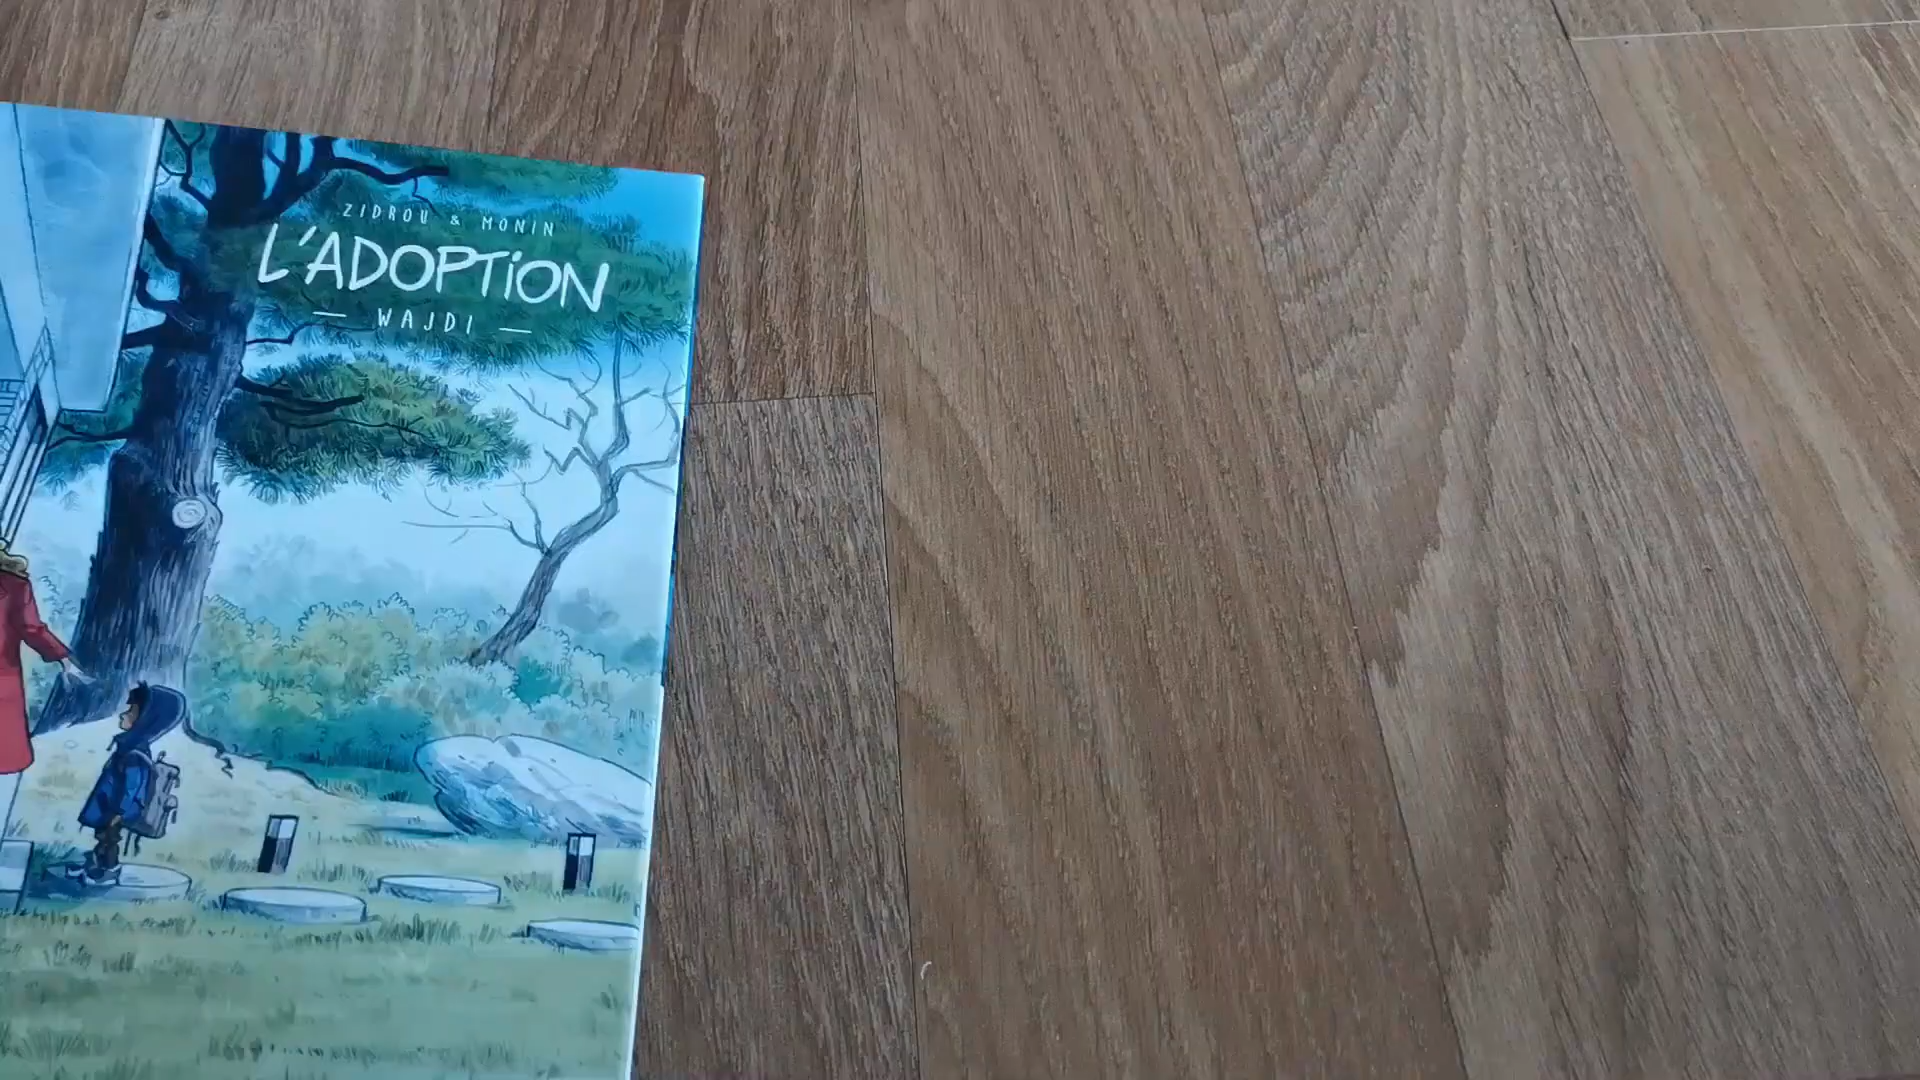 ZIDROU & MONIN
L'ADOPTION
— WAJDI —